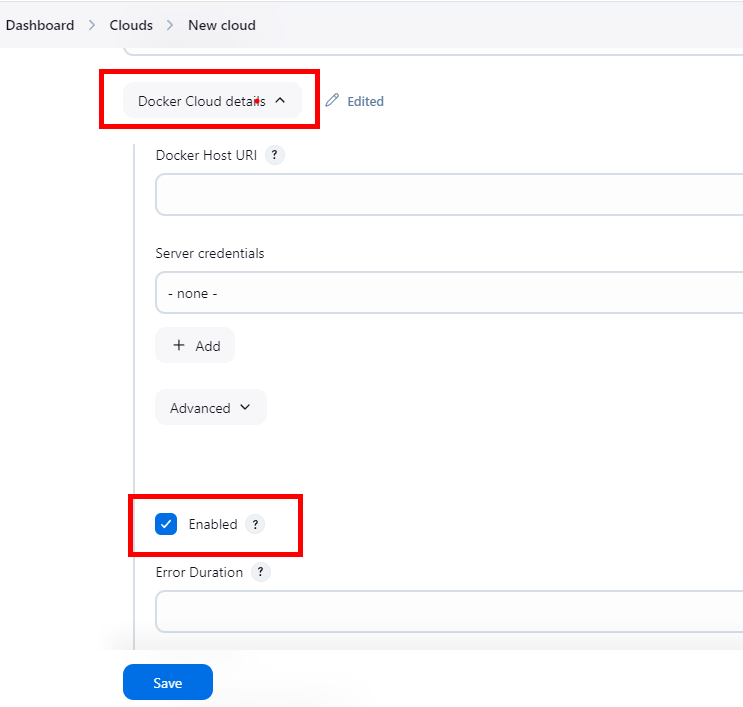 Dashboard > Clouds > New cloud
Docker Cloud details Edited
Docker Host URI ?
Server credentials
- none -
+ Add
Advanced
Enabled ?
Error Duration ?
Save